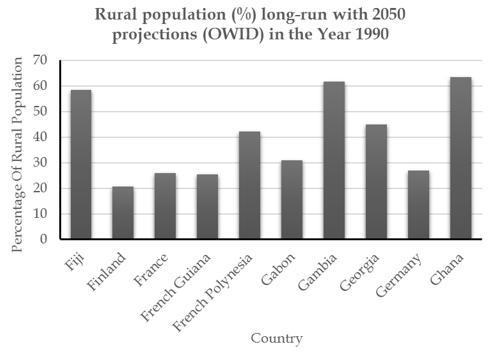 Rural population (%) long-run with 2050
projections (OWID) in the Year 1990
Percentage Of Rural Population
70
60
50
40
30
20
10
0
Fiji
Finland
France
French Guiana
French Polynesia
Gabon
Gambia
Georgia
Germany
Ghana
Country